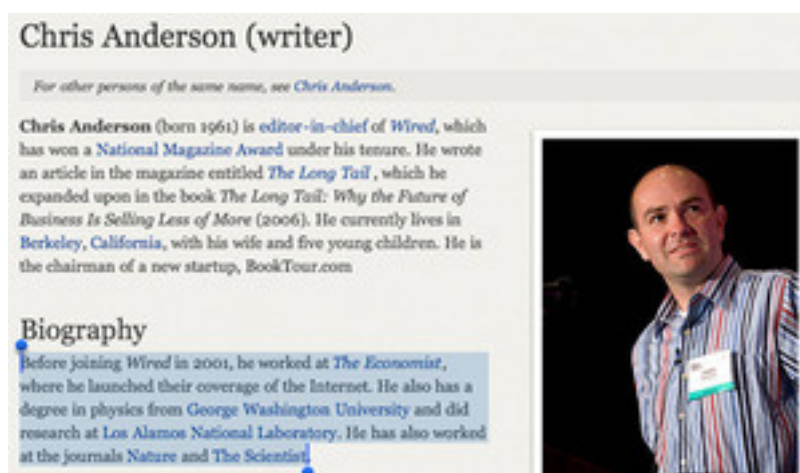 Chris Anderson (writer)
For other persons of the same name, see Chris Anderson.
Chris Anderson (born 1961) is editor-in-chief of Wired, which
has won a National Magazine Award under his tenure. He wrote
an article in the magazine entitled The Long Tail , which he
expanded upon in the book The Long Tail: Why the Future of
Business Is Selling Less of More (2006). He currently lives in
Berkeley, California, with his wife and five young children. He is
the chairman of a new startup, BookTour.com
Biography
Before joining Wired in 2001, he worked at The Economist,
where he launched their coverage of the Internet. He also has a
degree in physics from George Washington University and did
research at Los Alamos National Laboratory. He has also worked
at the journals Nature and The Scientist.